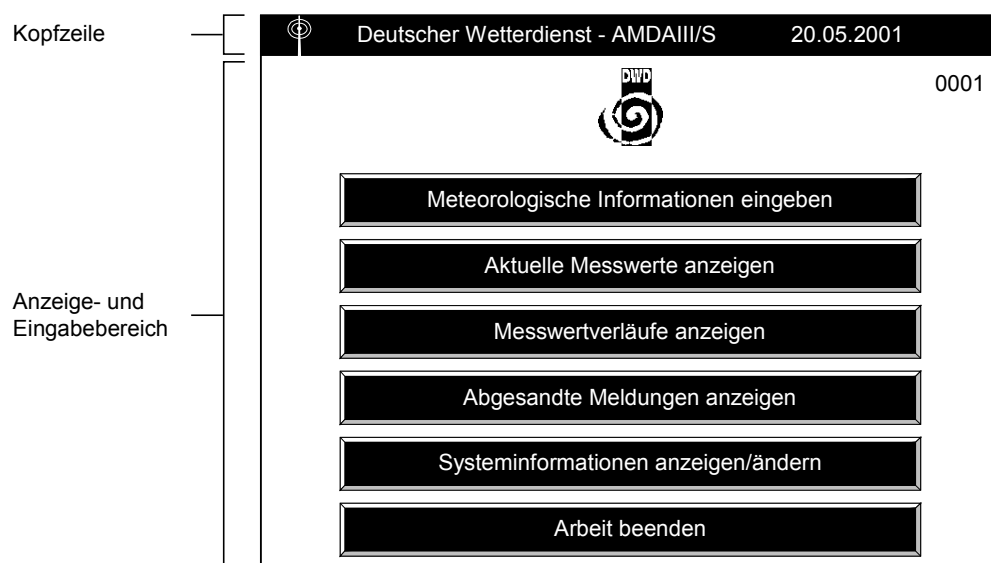 Kopfzeile
Deutscher Wetterdienst - AMDAIII/S 20.05.2001
DWD
0001
Meteorologische Informationen eingeben
Aktuelle Messwerte anzeigen
Anzeige- und
Eingabebereich
Messwertverläufe anzeigen
Abgesandte Meldungen anzeigen
Systeminformationen anzeigen/ändern
Arbeit beenden